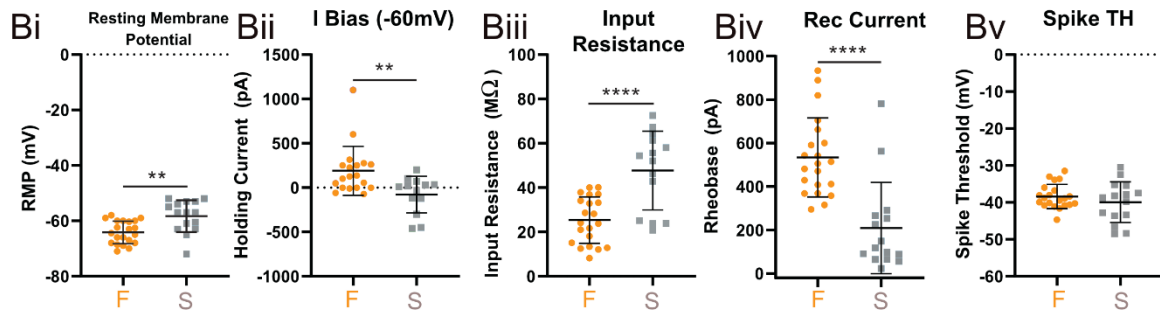 Bi
Resting Membrane
Potential
RMP (mV)
0
-20
-40
-60
-80
**
F
S
Bii
I Bias (-60mV)
Holding Current (pA)
1500
1000
500
0
-500
-1000
**
F
S
Biii
Input
Resistance
Input Resistance (MΩ)
100
80
60
40
20
0
****
F
S
Biv
Rec Current
Rheobase (pA)
1000
800
600
400
200
0
****
F
S
Bv
Spike TH
Spike Threshold (mV)
0
-10
-20
-30
-40
-50
-60
F
S